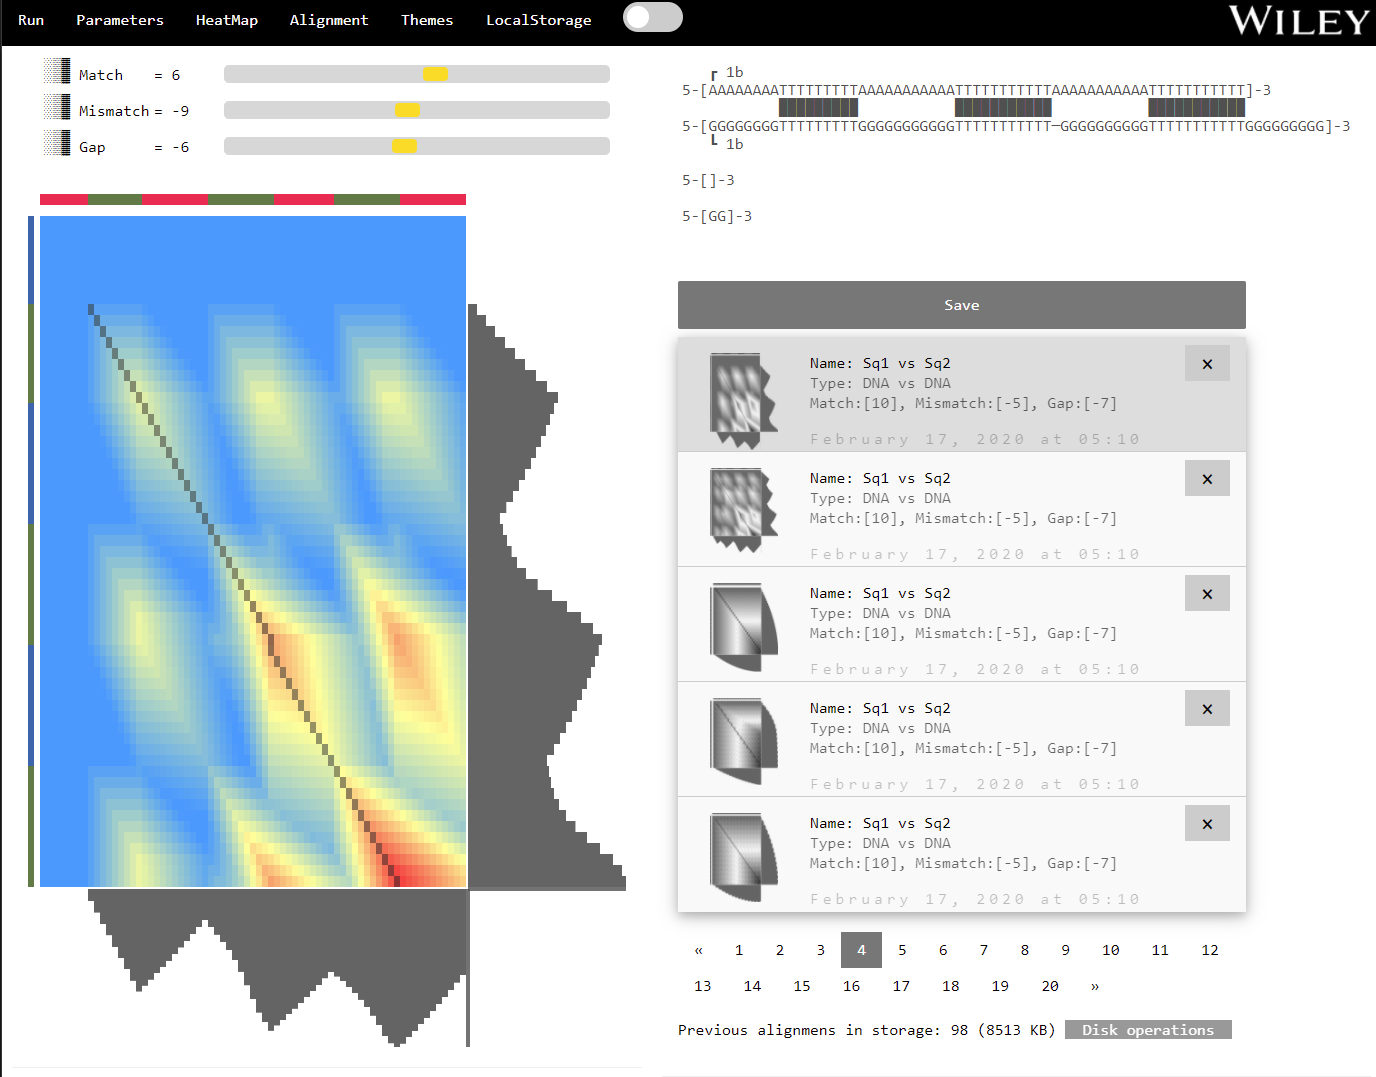 Run Parameters HeatMap Alignment Themes LocalStorage WILEY
Match = 6
Mismatch = -9
Gap = -6
┏ 1b
5-[AAAAAAAATTTTTTTTTAAAAAAAAAAATTTTTTTTTTTAAAAAAAAAAATTTTTTTTTTT]-3
5-[GGGGGGGGTTTTTTTTTGGGGGGGGGGGTTTTTTTTTTT─GGGGGGGGGGTTTTTTTTTTTGGGGGGGGG]-3
┗ 1b
5-[]-3
5-[GG]-3
Save
Name: Sq1 vs Sq2 ×
Type: DNA vs DNA
Match:[10], Mismatch:[-5], Gap:[-7]
February 17, 2020 at 05:10
Name: Sq1 vs Sq2 ×
Type: DNA vs DNA
Match:[10], Mismatch:[-5], Gap:[-7]
February 17, 2020 at 05:10
Name: Sq1 vs Sq2 ×
Type: DNA vs DNA
Match:[10], Mismatch:[-5], Gap:[-7]
February 17, 2020 at 05:10
Name: Sq1 vs Sq2 ×
Type: DNA vs DNA
Match:[10], Mismatch:[-5], Gap:[-7]
February 17, 2020 at 05:10
Name: Sq1 vs Sq2 ×
Type: DNA vs DNA
Match:[10], Mismatch:[-5], Gap:[-7]
February 17, 2020 at 05:10
« 1 2 3 4 5 6 7 8 9 10 11 12
13 14 15 16 17 18 19 20 »
Previous alignmens in storage: 98 (8513 KB) Disk operations